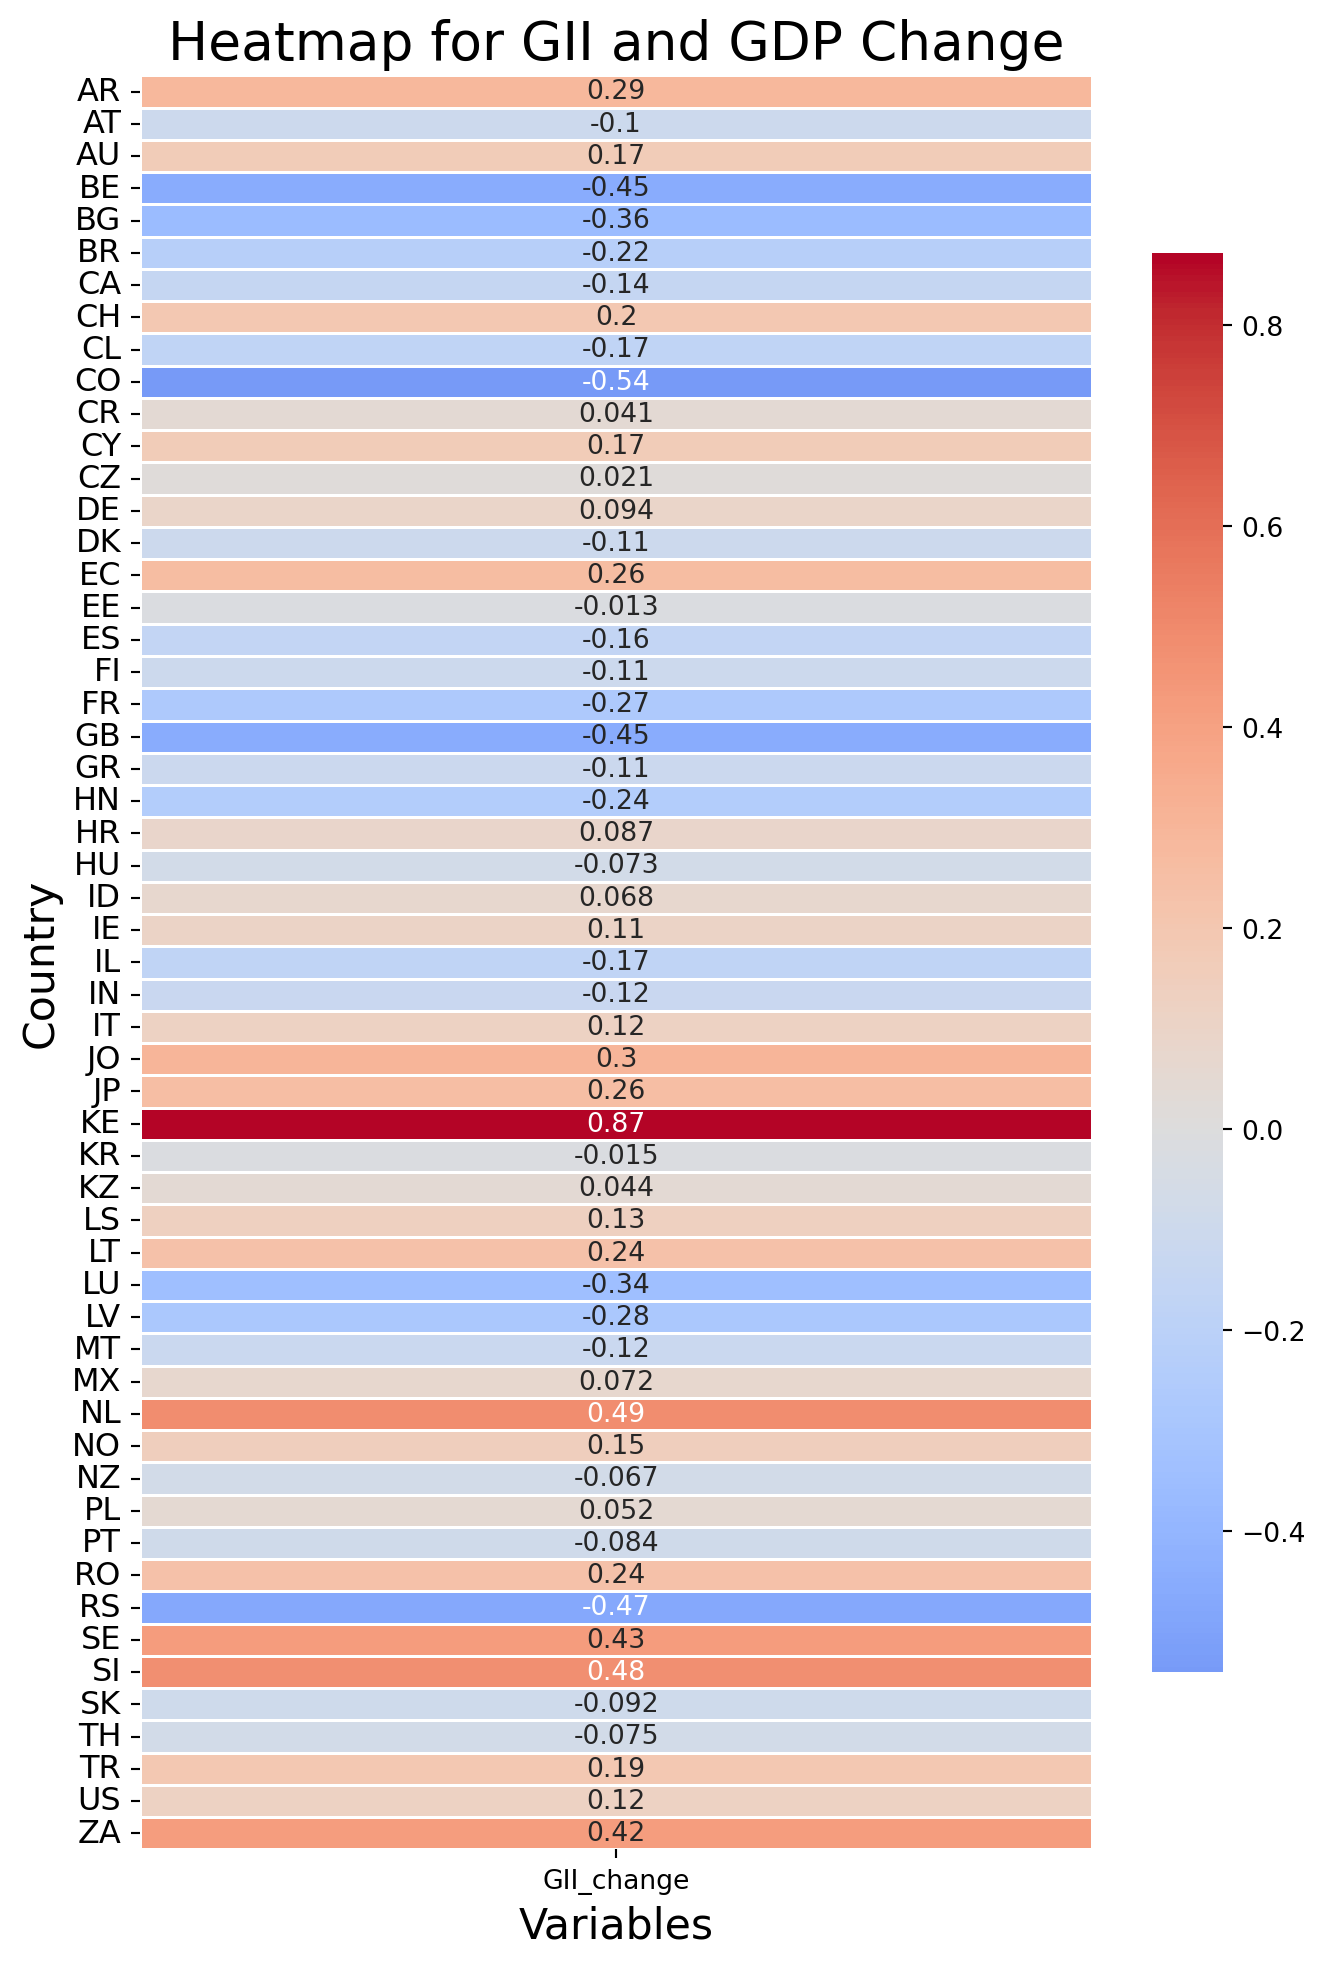 Heatmap for GII and GDP Change
AR 0.29
AT -0.1
AU 0.17
BE -0.45
BG -0.36
BR -0.22
CA -0.14
CH 0.2
CL -0.17
CO -0.54
CR 0.041
CY 0.17
CZ 0.021
DE 0.094
DK -0.11
EC 0.26
EE -0.013
ES -0.16
FI -0.11
FR -0.27
GB -0.45
GR -0.11
HN -0.24
HR 0.087
HU -0.073
ID 0.068
IE 0.11
IL -0.17
IN -0.12
IT 0.12
JO 0.3
JP 0.26
KE 0.87
KR -0.015
KZ 0.044
LS 0.13
LT 0.24
LU -0.34
LV -0.28
MT -0.12
MX 0.072
NL 0.49
NO 0.15
NZ -0.067
PL 0.052
PT -0.084
RO 0.24
RS -0.47
SE 0.43
SI 0.48
SK -0.092
TH -0.075
TR 0.19
US 0.12
ZA 0.42
Country
GII_change
Variables
0.8
0.6
0.4
0.2
0.0
−0.2
−0.4